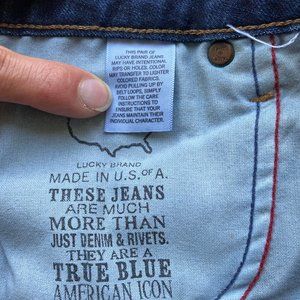 THIS PAIR OF
LUCKY BRAND JEANS
MAY HAVE INTENTIONAL
RIPS OR HOLES. COLOR
MAY TRANSFER TO LIGHTER
COLORED FABRICS.
AVOID PULLING UP BY
BELT LOOPS, SIMPLY
FOLLOW THE CARE
INSTRUCTIONS TO
ENSURE THAT YOUR
JEANS MAINTAIN THEIR
INDIVIDUAL CHARACTER.
LUCKY BRAND
MADE IN U.S. OF A.
THESE JEANS
ARE MUCH
MORE THAN
JUST DENIM & RIVETS.
THEY ARE A
TRUE BLUE
AMERICAN ICON